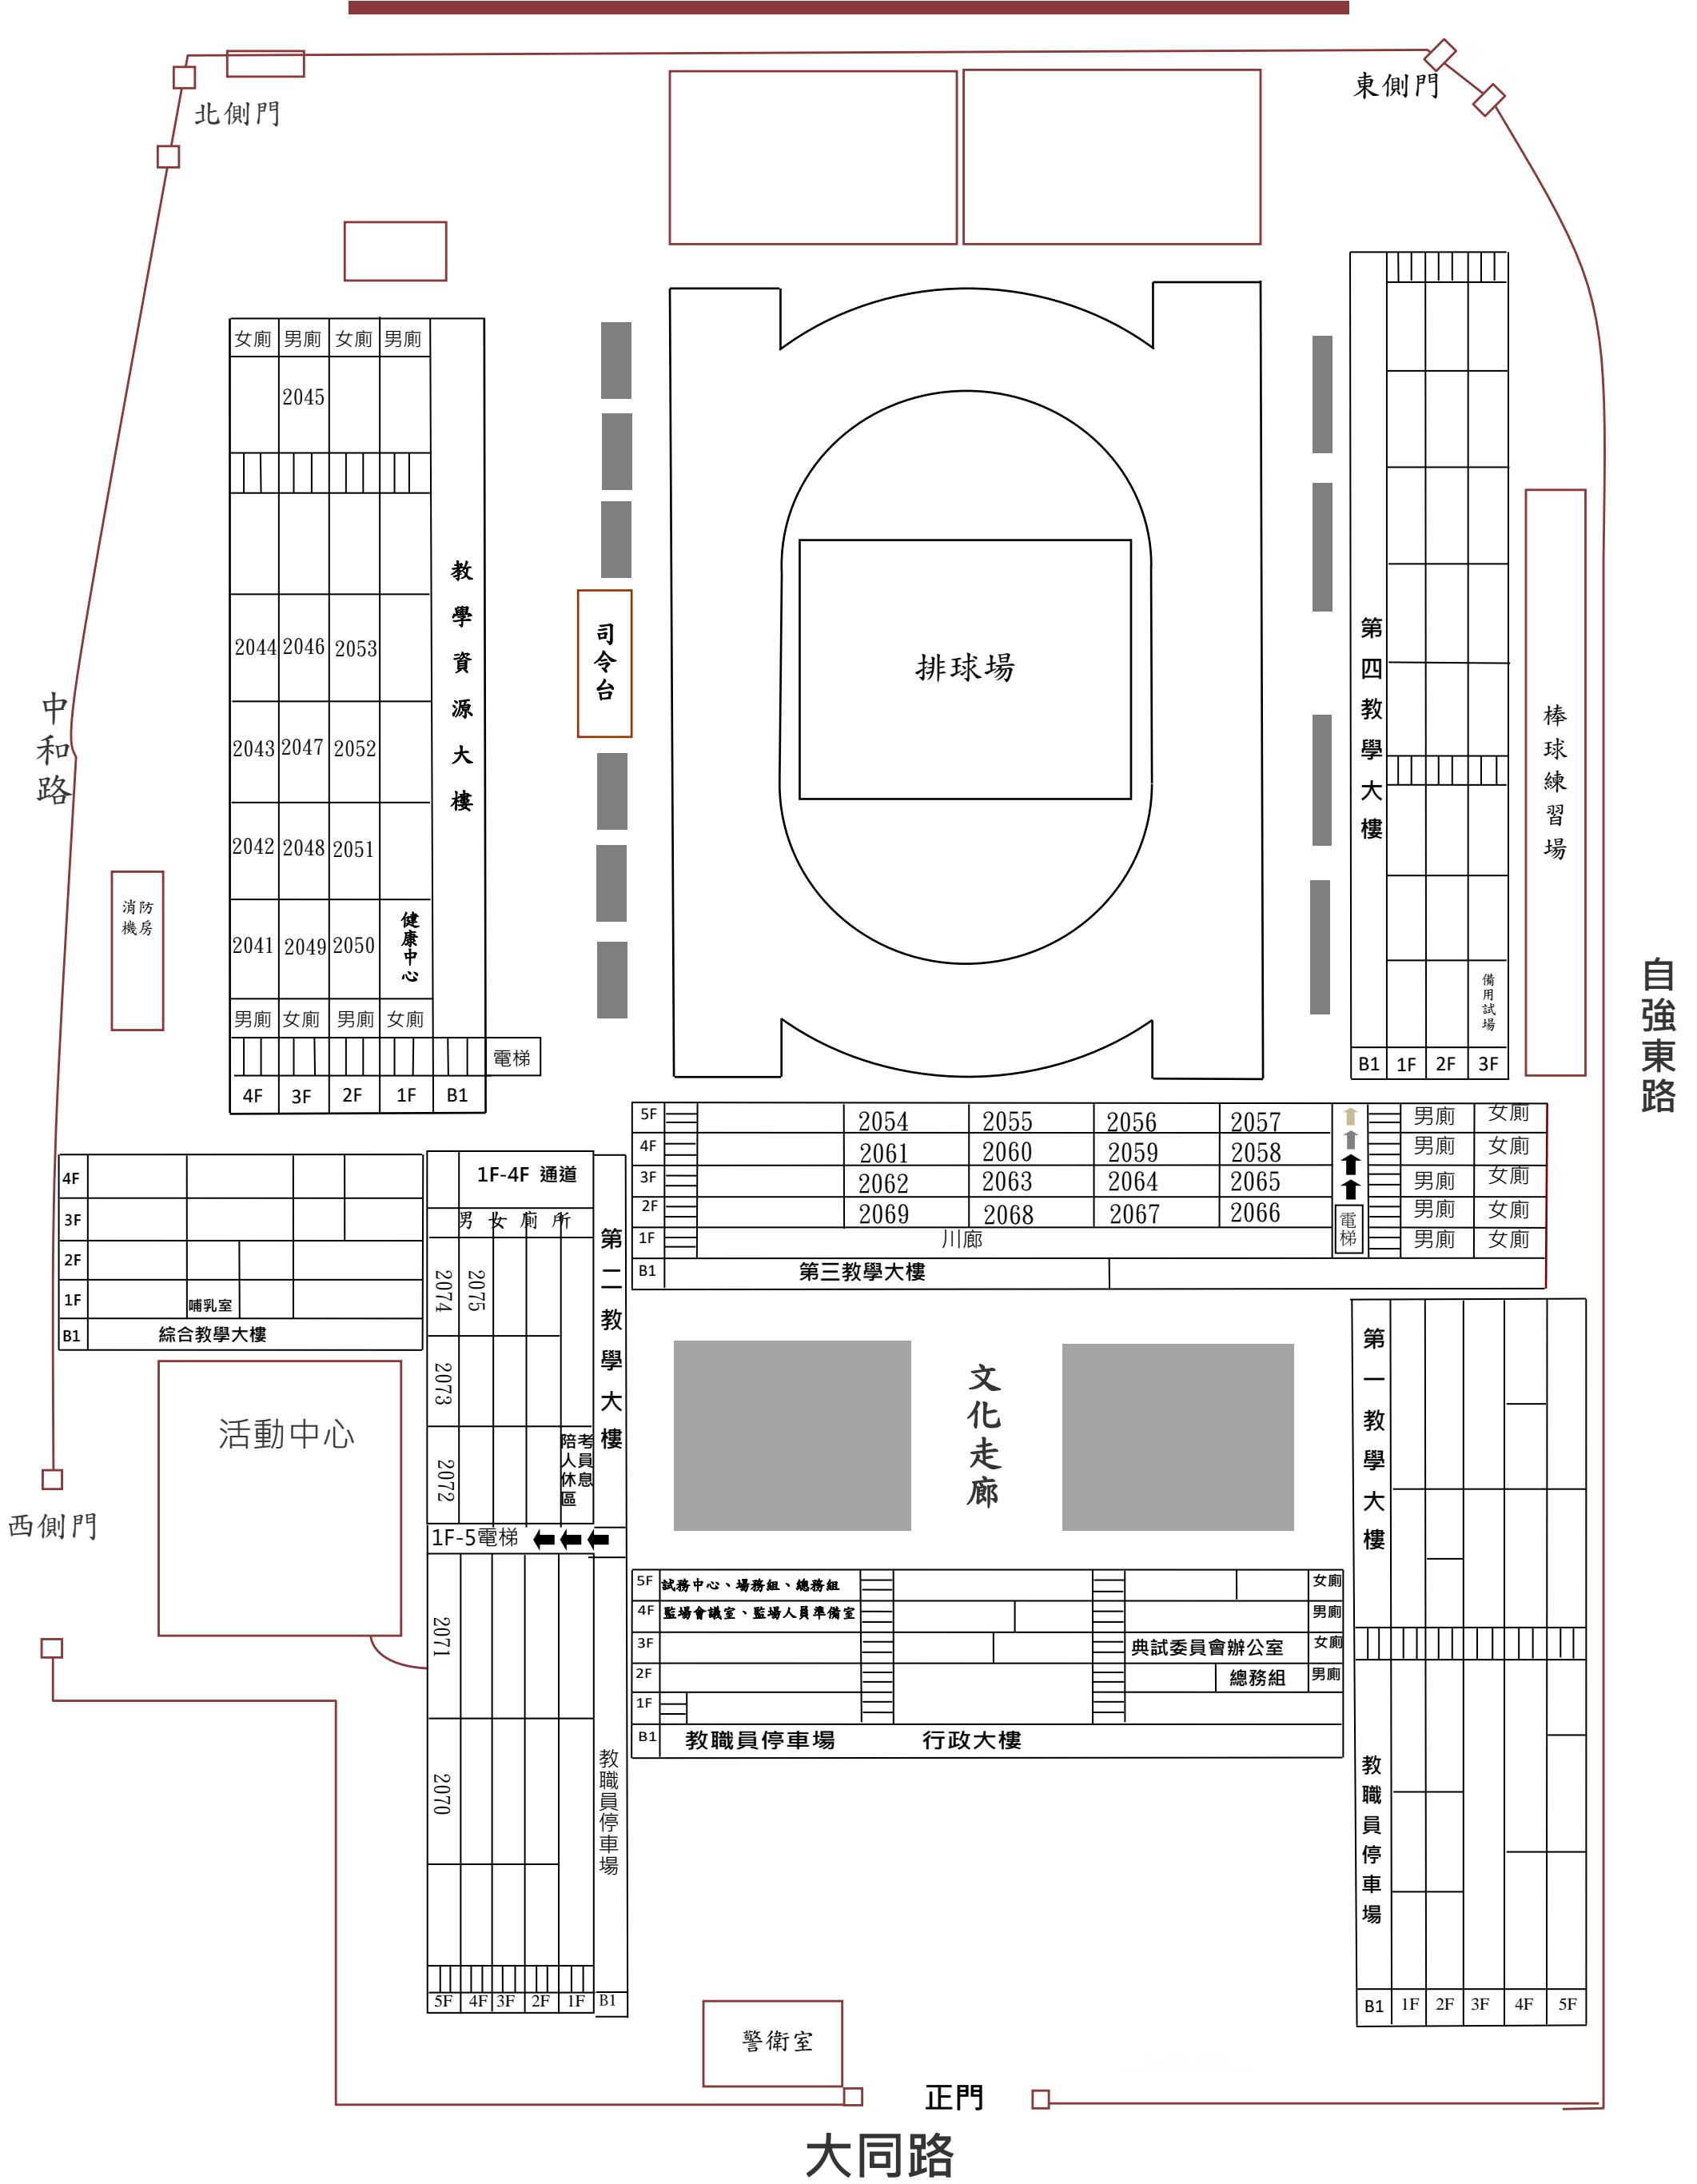 北側門
東側門
女廁 男廁 女廁 男廁
2045
教學資源大樓
2044 2046 2053
2043 2047 2052
2042 2048 2051
2041 2049 2050 健康中心
男廁 女廁 男廁 女廁
電梯
4F 3F 2F 1F B1
司令台
排球場
第四教學大樓
備用試場
B1 1F 2F 3F
棒球練習場
中和路
消防
機房
自強東路
5F 2054 2055 2056 2057 男廁 女廁
4F 2061 2060 2059 2058 男廁 女廁
3F 2062 2063 2064 2065 男廁 女廁
2F 2069 2068 2067 2066 男廁 女廁
電梯
1F 川廊 男廁 女廁
B1 第三教學大樓
4F
3F
2F
1F 哺乳室
B1 綜合教學大樓
1F-4F 通道
男 女 廁 所
第二教學大樓
2074 2075
2073
2072
陪考
人員
休息
區
1F-5電梯
2071
2070
教職員停車場
5F 4F 3F 2F 1F B1
活動中心
西側門
文化走廊
第一教學大樓
教職員停車場
B1 1F 2F 3F 4F 5F
5F 試務中心、場務組、總務組 女廁
4F 監場會議室、監場人員準備室 男廁
3F 典試委員會辦公室 女廁
2F 總務組 男廁
1F
B1 教職員停車場 行政大樓
警衛室
正門
大同路